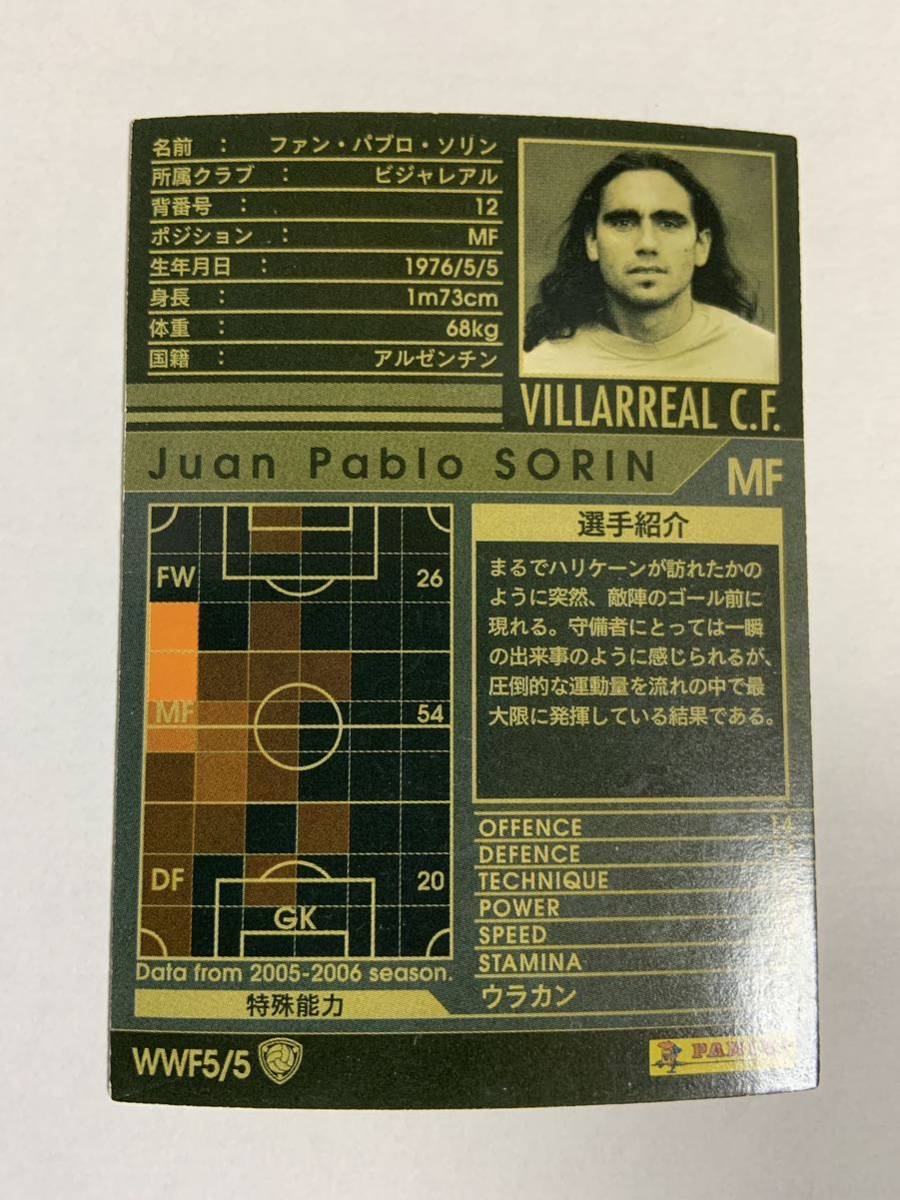 名前 : ファン・パブロ・ソリン
所属クラブ : ビジャレアル
背番号 : 12
ポジション : MF
生年月日 : 1976/5/5
身長 : 1m73cm
体重 : 68kg
国籍 : アルゼンチン
VILLARREAL C.F.
Juan Pablo SORIN
MF
FW 26
MF 54
DF 20
GK
Data from 2005-2006 season.
特殊能力
選手紹介
まるでハリケーンが訪れたかの
ように突然、敵陣のゴール前に
現れる。守備者にとっては一瞬
の出来事のように感じられるが、
圧倒的な運動量を流れの中で最
大限に発揮している結果である。
OFFENCE 14
DEFENCE
TECHNIQUE
POWER
SPEED
STAMINA
ウラカン
WWF5/5
PANINI